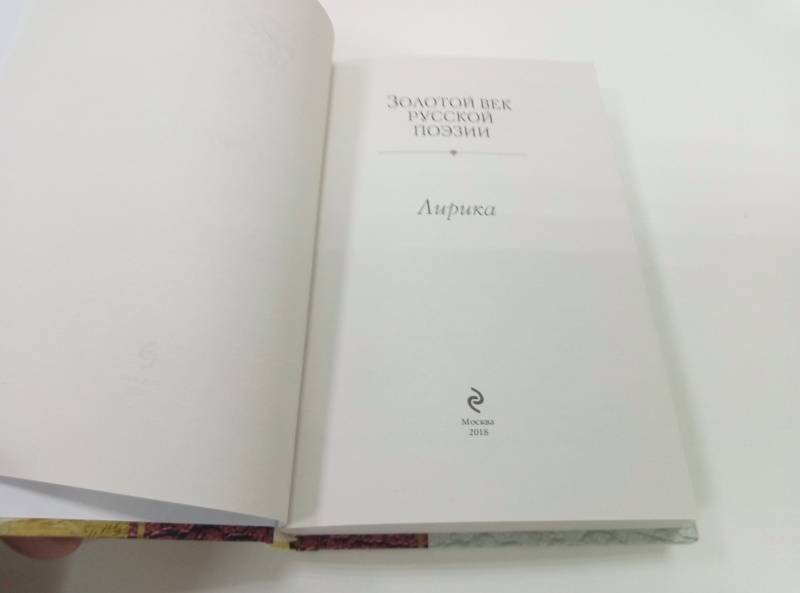 ЗОЛОТОЙ ВЕК
РУССКОЙ
ПОЭЗИИ
Лирика
Москва
2018